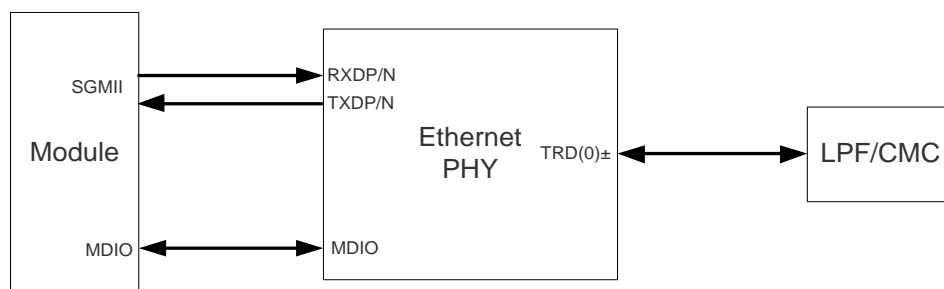 SGMII
Module
MDIO
RXDP/N
TXDP/N
Ethernet
PHY
TRD(0)±
MDIO
LPF/CMC